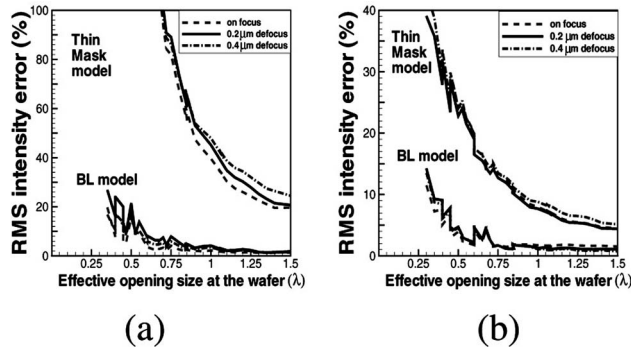 RMS intensity error (%)
100
80
60
40
20
0
Thin
Mask
model
on focus
0.2 μm defocus
0.4 μm defocus
BL model
0.25 0.5 0.75 1 1.25 1.5
Effective opening size at the wafer (λ)
(a)
RMS intensity error (%)
40
30
20
10
0
on focus
0.2 μm defocus
0.4 μm defocus
Thin
Mask
model
BL model
0.25 0.5 0.75 1 1.25 1.5
Effective opening size at the wafer (λ)
(b)